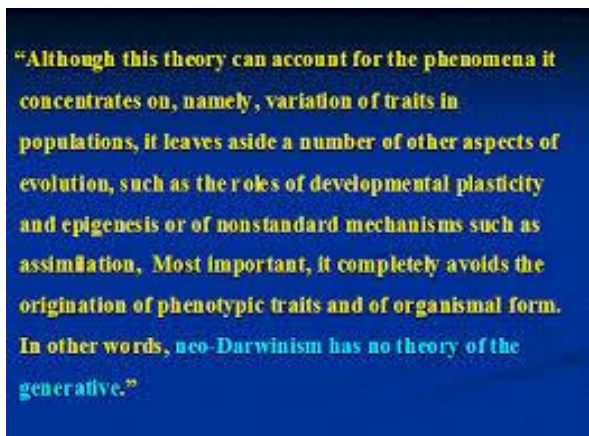 “Although this theory can account for the phenomena it
concentrates on, namely, variation of traits in
populations, it leaves aside a number of other aspects of
evolution, such as the roles of developmental plasticity
and epigenesis or of nonstandard mechanisms such as
assimilation, Most important, it completely avoids the
origination of phenotypic traits and of organismal form.
In other words, neo-Darwinism has no theory of the
generative.”